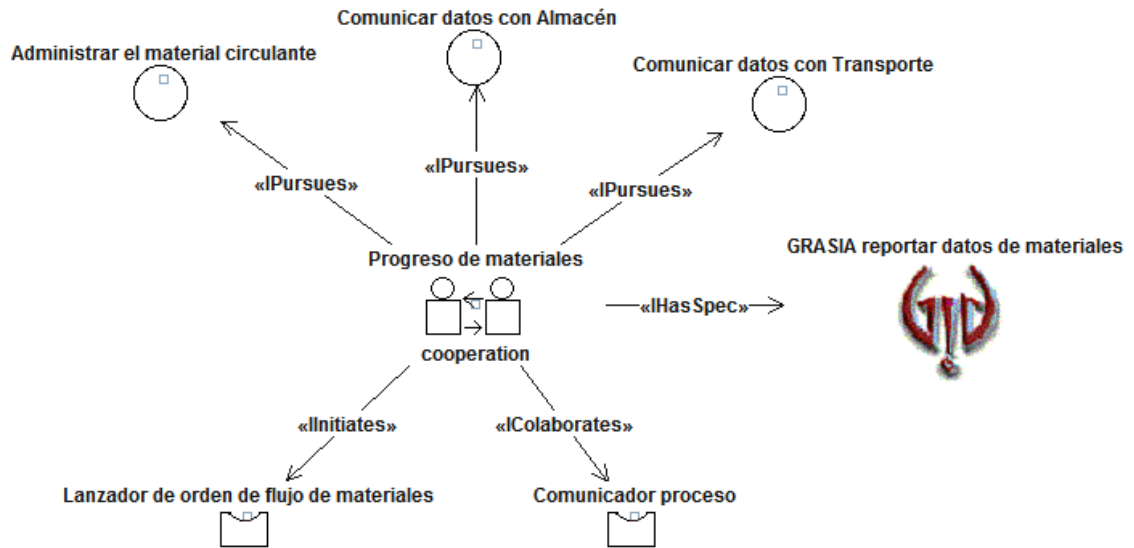 Comunicar datos con Almacén
Administrar el material circulante
Comunicar datos con Transporte
«IPursues»
«IPursues»
«IPursues»
Progreso de materiales
GRASIA reportar datos de materiales
«IHasSpec»
cooperation
«IInitiates»
«IColaborates»
Lanzador de orden de flujo de materiales
Comunicador proceso